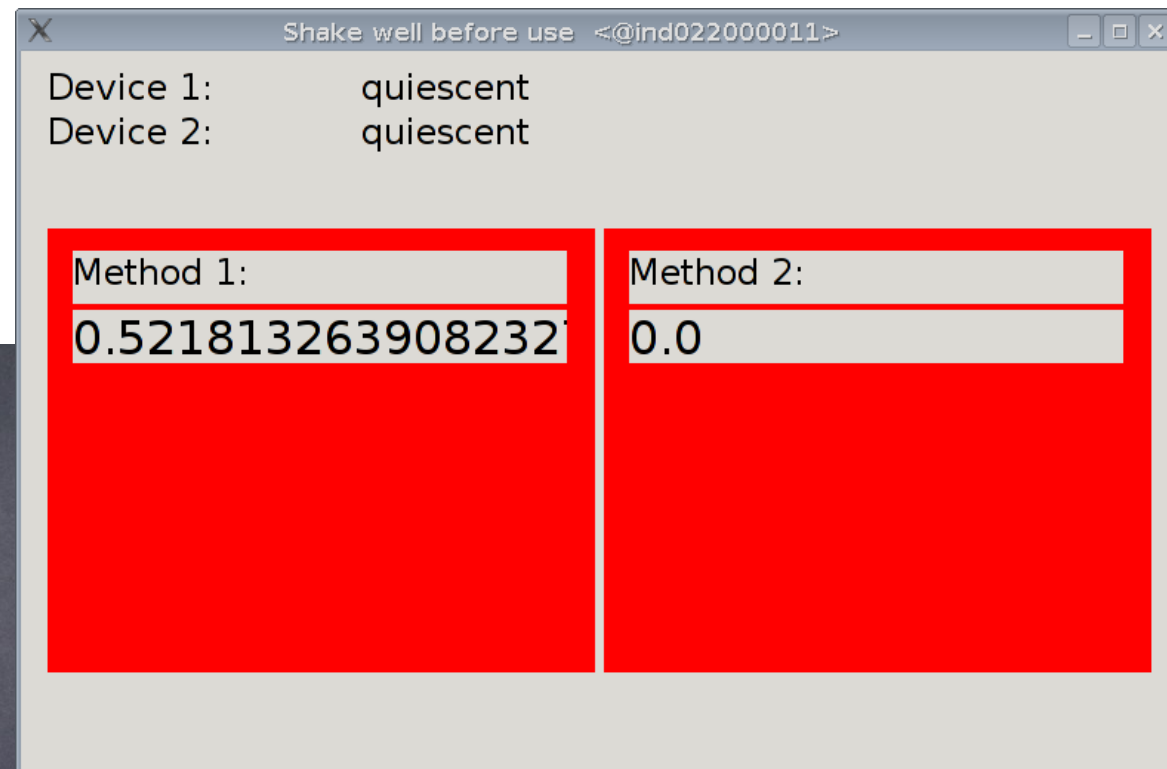 Shake well before use <@ind022000011>
Device 1: quiescent
Device 2: quiescent
Method 1:
0.521813263908232
Method 2:
0.0